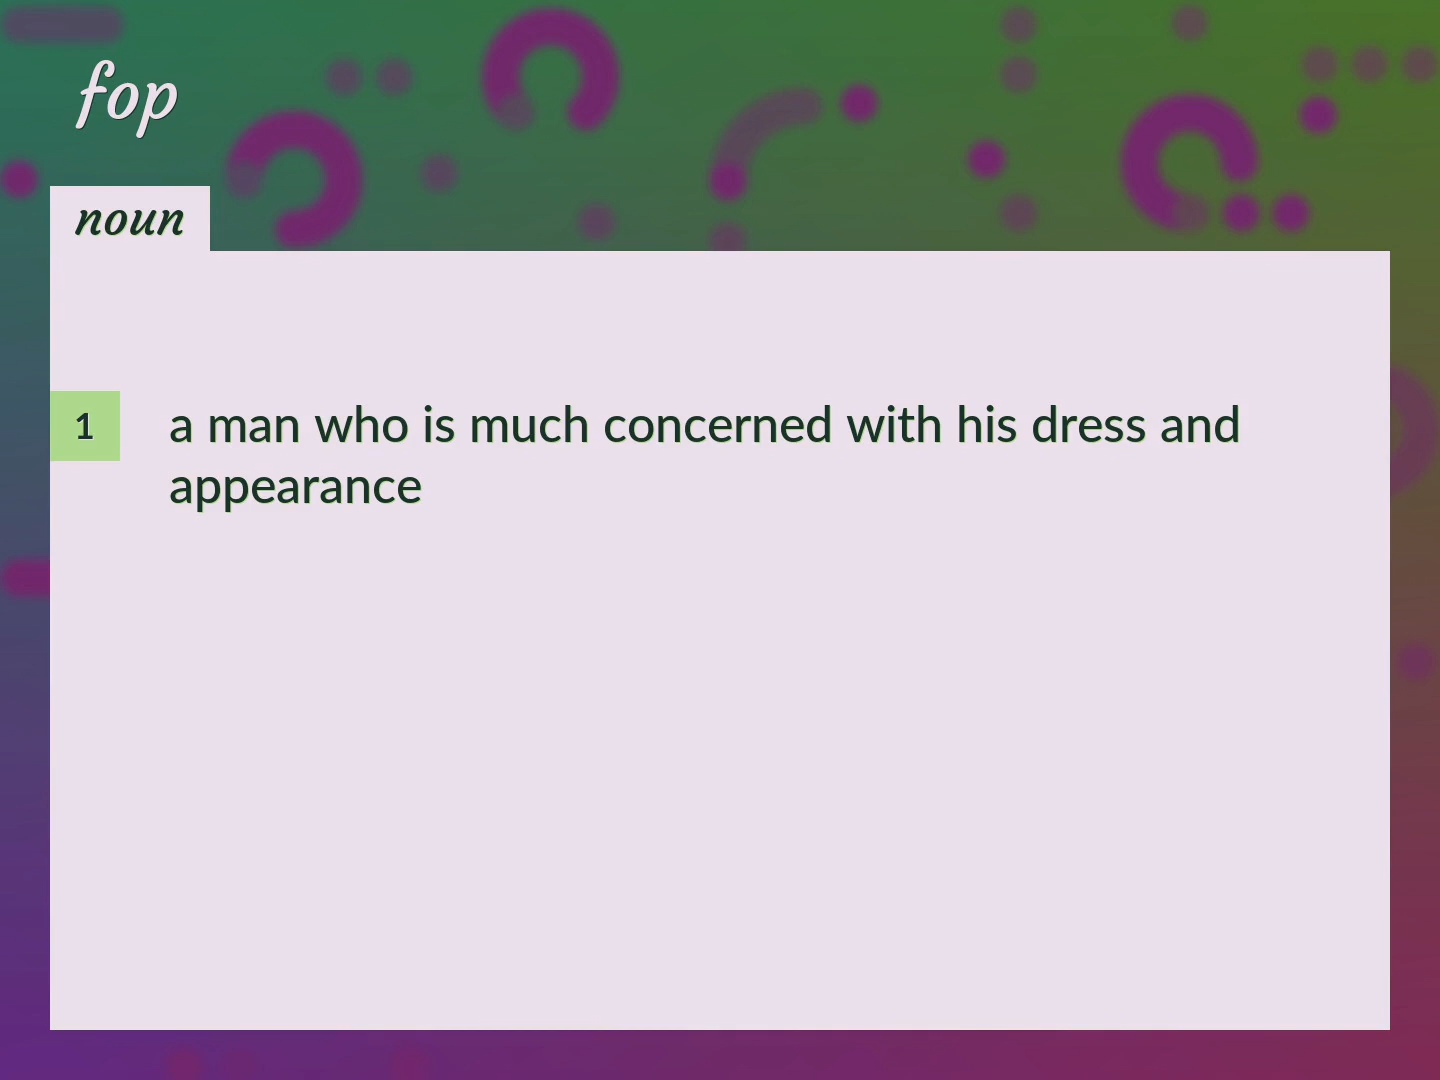 fop
noun
1
a man who is much concerned with his dress and
appearance